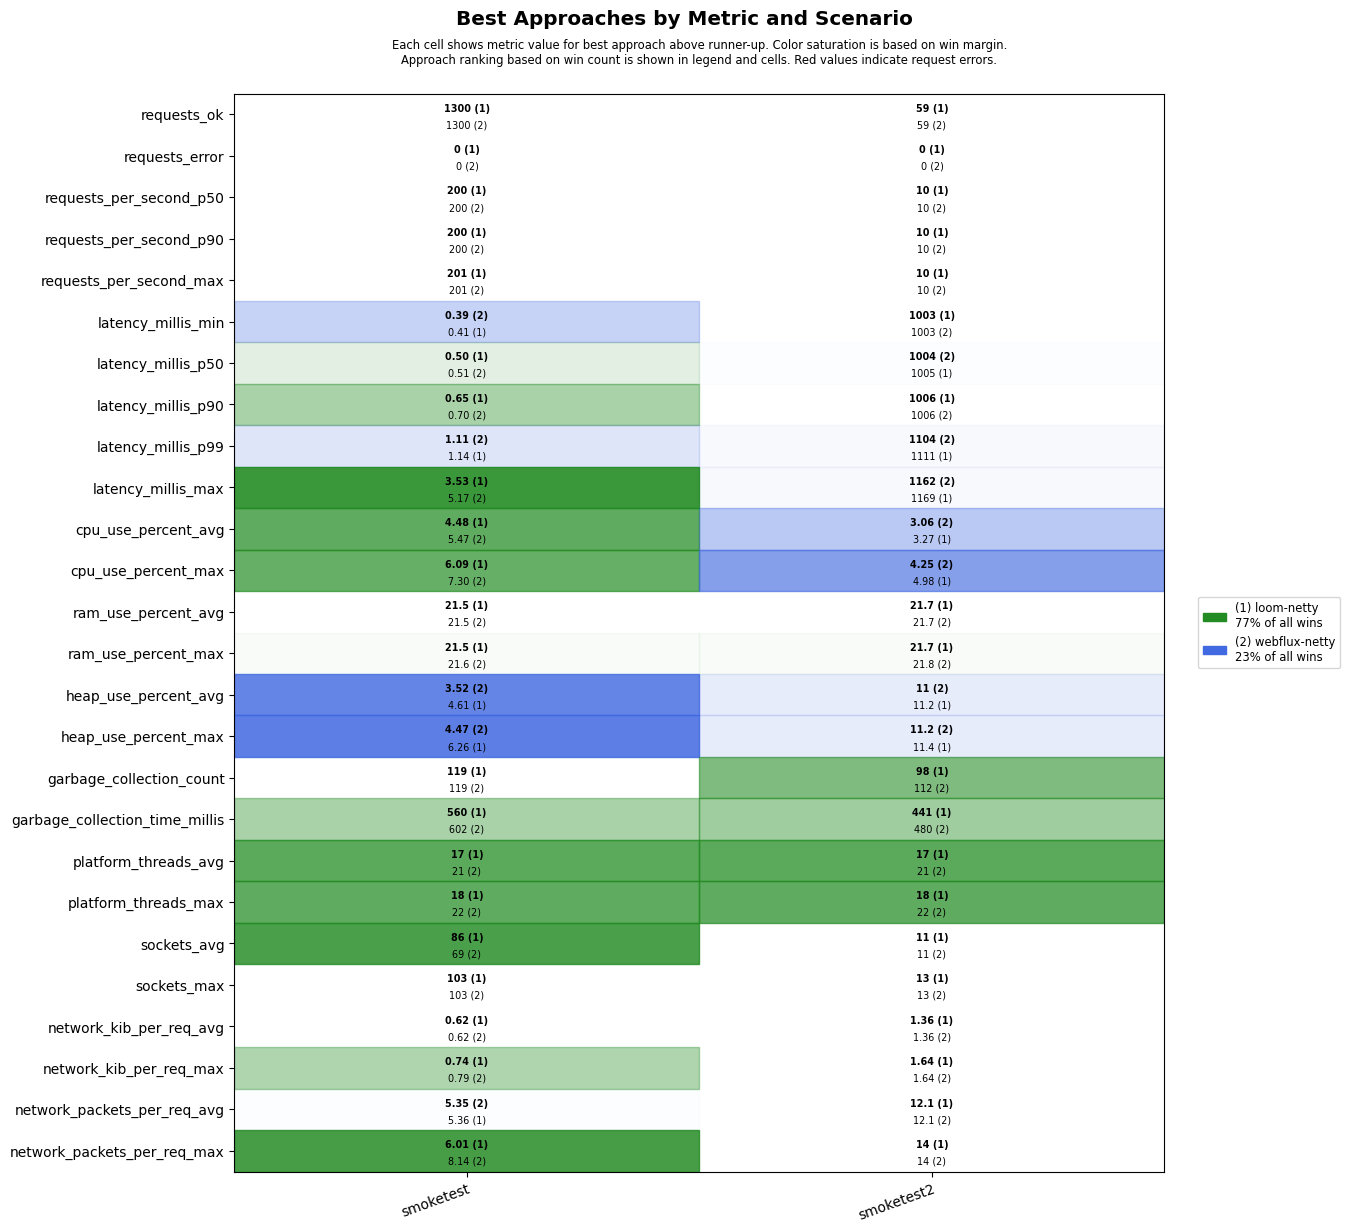 Best Approaches by Metric and Scenario
Each cell shows metric value for best approach above runner-up. Color saturation is based on win margin.
Approach ranking based on win count is shown in legend and cells. Red values indicate request errors.
requests_ok
1300 (1)
1300 (2)
59 (1)
59 (2)
requests_error
0 (1)
0 (2)
0 (1)
0 (2)
requests_per_second_p50
200 (1)
200 (2)
10 (1)
10 (2)
requests_per_second_p90
200 (1)
200 (2)
10 (1)
10 (2)
requests_per_second_max
201 (1)
201 (2)
10 (1)
10 (2)
latency_millis_min
0.39 (2)
0.41 (1)
1003 (1)
1003 (2)
latency_millis_p50
0.50 (1)
0.51 (2)
1004 (2)
1005 (1)
latency_millis_p90
0.65 (1)
0.70 (2)
1006 (1)
1006 (2)
latency_millis_p99
1.11 (2)
1.14 (1)
1104 (2)
1111 (1)
latency_millis_max
3.53 (1)
5.17 (2)
1162 (2)
1169 (1)
cpu_use_percent_avg
4.48 (1)
5.47 (2)
3.06 (2)
3.27 (1)
cpu_use_percent_max
6.09 (1)
7.30 (2)
4.25 (2)
4.98 (1)
ram_use_percent_avg
21.5 (1)
21.5 (2)
21.7 (1)
21.7 (2)
ram_use_percent_max
21.5 (1)
21.6 (2)
21.7 (1)
21.8 (2)
heap_use_percent_avg
3.52 (2)
4.61 (1)
11 (2)
11.2 (1)
heap_use_percent_max
4.47 (2)
6.26 (1)
11.2 (2)
11.4 (1)
garbage_collection_count
119 (1)
119 (2)
98 (1)
112 (2)
garbage_collection_time_millis
560 (1)
602 (2)
441 (1)
480 (2)
platform_threads_avg
17 (1)
21 (2)
17 (1)
21 (2)
platform_threads_max
18 (1)
22 (2)
18 (1)
22 (2)
sockets_avg
86 (1)
69 (2)
11 (1)
11 (2)
sockets_max
103 (1)
103 (2)
13 (1)
13 (2)
network_kib_per_req_avg
0.62 (1)
0.62 (2)
1.36 (1)
1.36 (2)
network_kib_per_req_max
0.74 (1)
0.79 (2)
1.64 (1)
1.64 (2)
network_packets_per_req_avg
5.35 (2)
5.36 (1)
12.1 (1)
12.1 (2)
network_packets_per_req_max
6.01 (1)
8.14 (2)
14 (1)
14 (2)
smoketest
smoketest2
(1) loom-netty
77% of all wins
(2) webflux-netty
23% of all wins